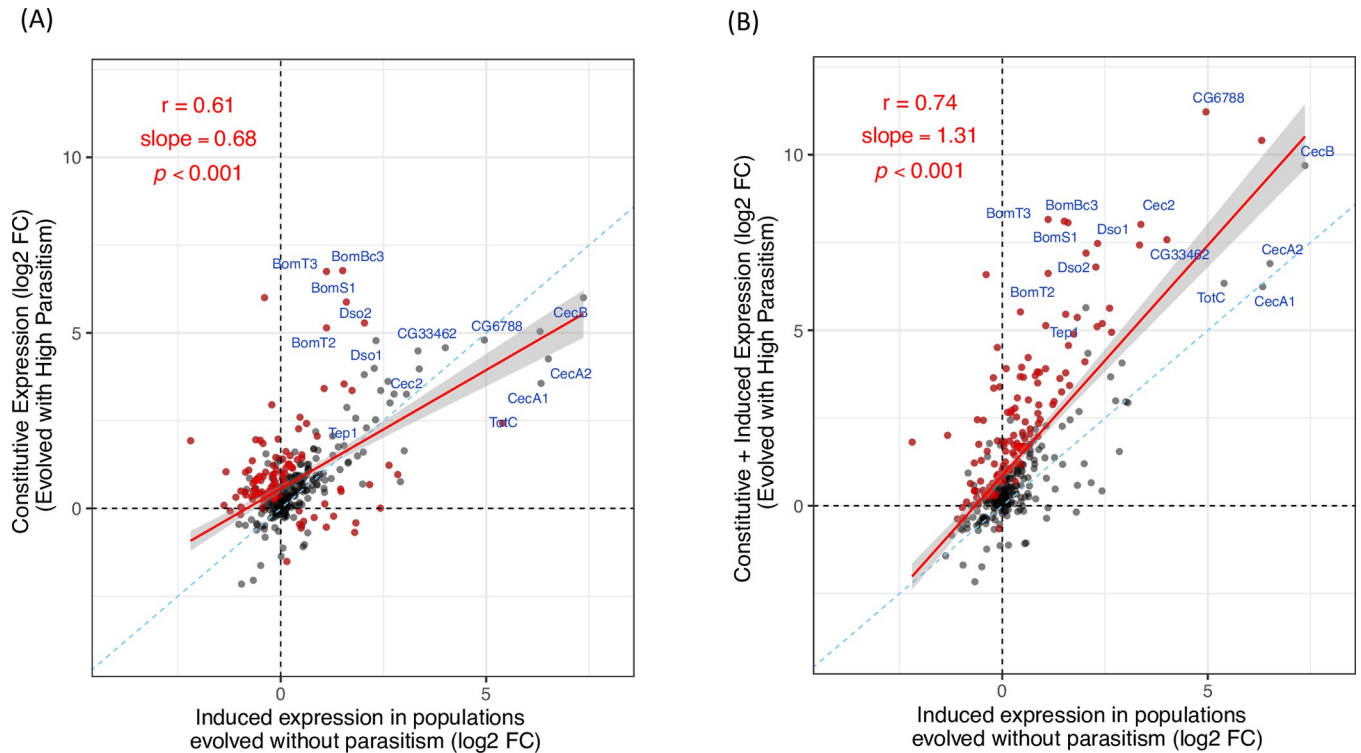 (A)
r = 0.61
slope = 0.68
p < 0.001
10
5
0
0
5
Constitutive Expression (log2 FC)
(Evolved with High Parasitism)
BomT3
BomBc3
BomS1
Dso2
BomT2
Dso1
CG33462
CG6788
CecB
Cec2
CecA2
CecA1
TotC
Tep1
Induced expression in populations
evolved without parasitism (log2 FC)
(B)
r = 0.74
slope = 1.31
p < 0.001
10
5
0
0
5
Constitutive + Induced Expression (log2 FC)
(Evolved with High Parasitism)
CG6788
CecB
BomT3
BomBc3
Cec2
BomS1
Dso1
CG33462
CecA2
Dso2
BomT2
TotC
CecA1
Tep1
Induced expression in populations
evolved without parasitism (log2 FC)